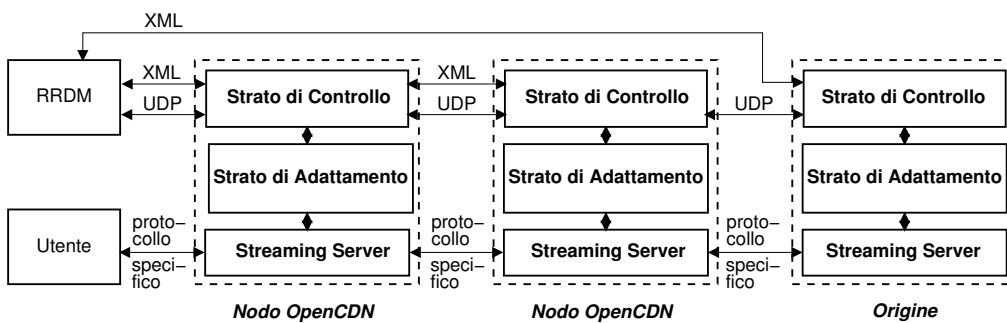 XML
RRDM
XML
UDP
Strato di Controllo
XML
UDP
Strato di Controllo
UDP
Strato di Controllo
Strato di Adattamento
Strato di Adattamento
Strato di Adattamento
Utente
proto−
collo
speci−
fico
Streaming Server
proto−
collo
speci−
fico
Streaming Server
proto−
collo
speci−
fico
Streaming Server
Nodo OpenCDN
Nodo OpenCDN
Origine